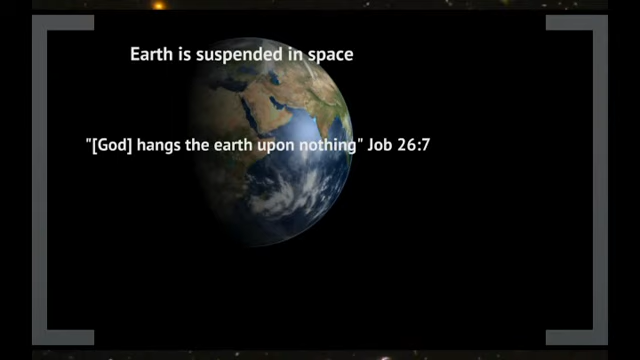 Earth is suspended in space
"[God] hangs the earth upon nothing" Job 26:7